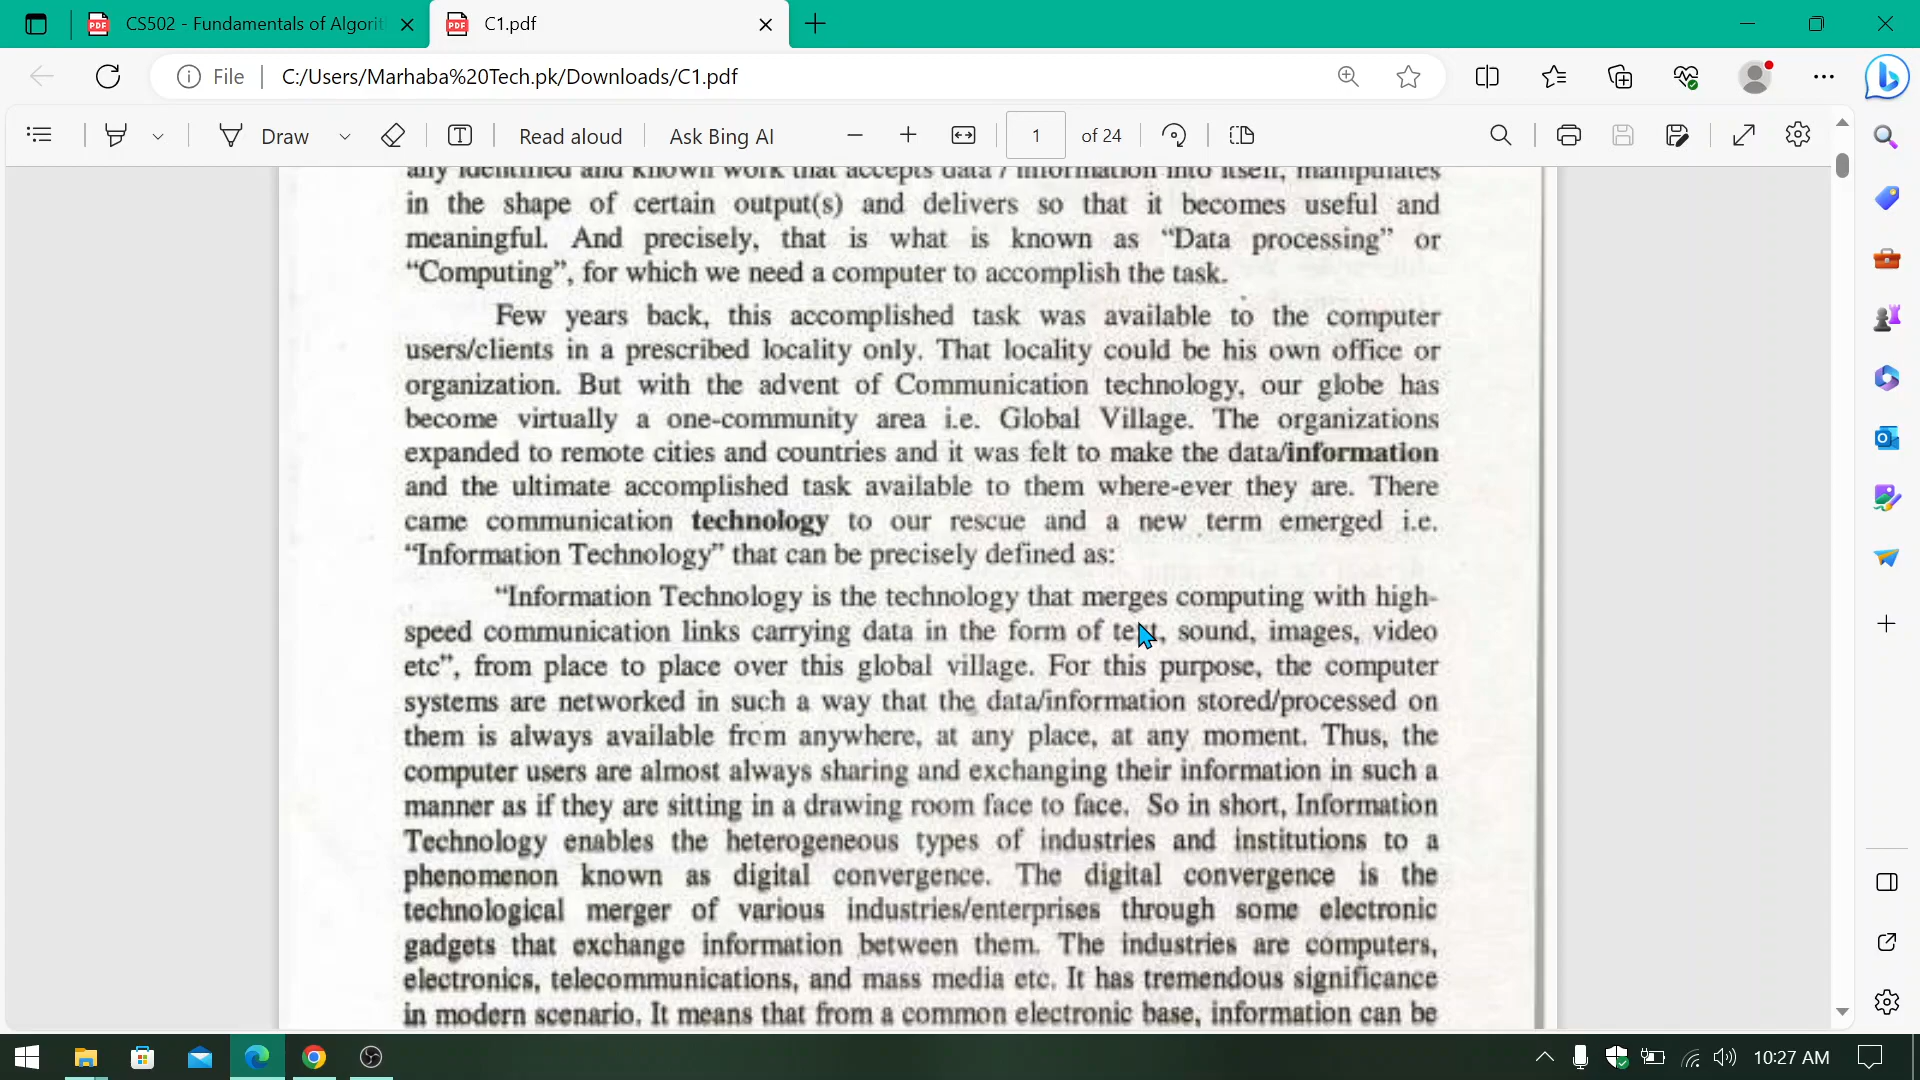 CS502 - Fundamentals of Algorit
C1.pdf
File
C:/Users/Marhaba%20Tech.pk/Downloads/C1.pdf
Draw
Read aloud
Ask Bing AI
1
of 24
any identified and known work that accepts data / information into itself, manipulates
in the shape of certain output(s) and delivers so that it becomes useful and
meaningful. And precisely, that is what is known as “Data processing” or
“Computing”, for which we need a computer to accomplish the task.
Few years back, this accomplished task was available to the computer
users/clients in a prescribed locality only. That locality could be his own office or
organization. But with the advent of Communication technology, our globe has
become virtually a one-community area i.e. Global Village. The organizations
expanded to remote cities and countries and it was felt to make the data/information
and the ultimate accomplished task available to them where-ever they are. There
came communication technology to our rescue and a new term emerged i.e.
“Information Technology” that can be precisely defined as:
“Information Technology is the technology that merges computing with high-
speed communication links carrying data in the form of text, sound, images, video
etc”, from place to place over this global village. For this purpose, the computer
systems are networked in such a way that the data/information stored/processed on
them is always available from anywhere, at any place, at any moment. Thus, the
computer users are almost always sharing and exchanging their information in such a
manner as if they are sitting in a drawing room face to face. So in short, Information
Technology enables the heterogeneous types of industries and institutions to a
phenomenon known as digital convergence. The digital convergence is the
technological merger of various industries/enterprises through some electronic
gadgets that exchange information between them. The industries are computers,
electronics, telecommunications, and mass media etc. It has tremendous significance
in modern scenario. It means that from a common electronic base, information can be
10:27 AM